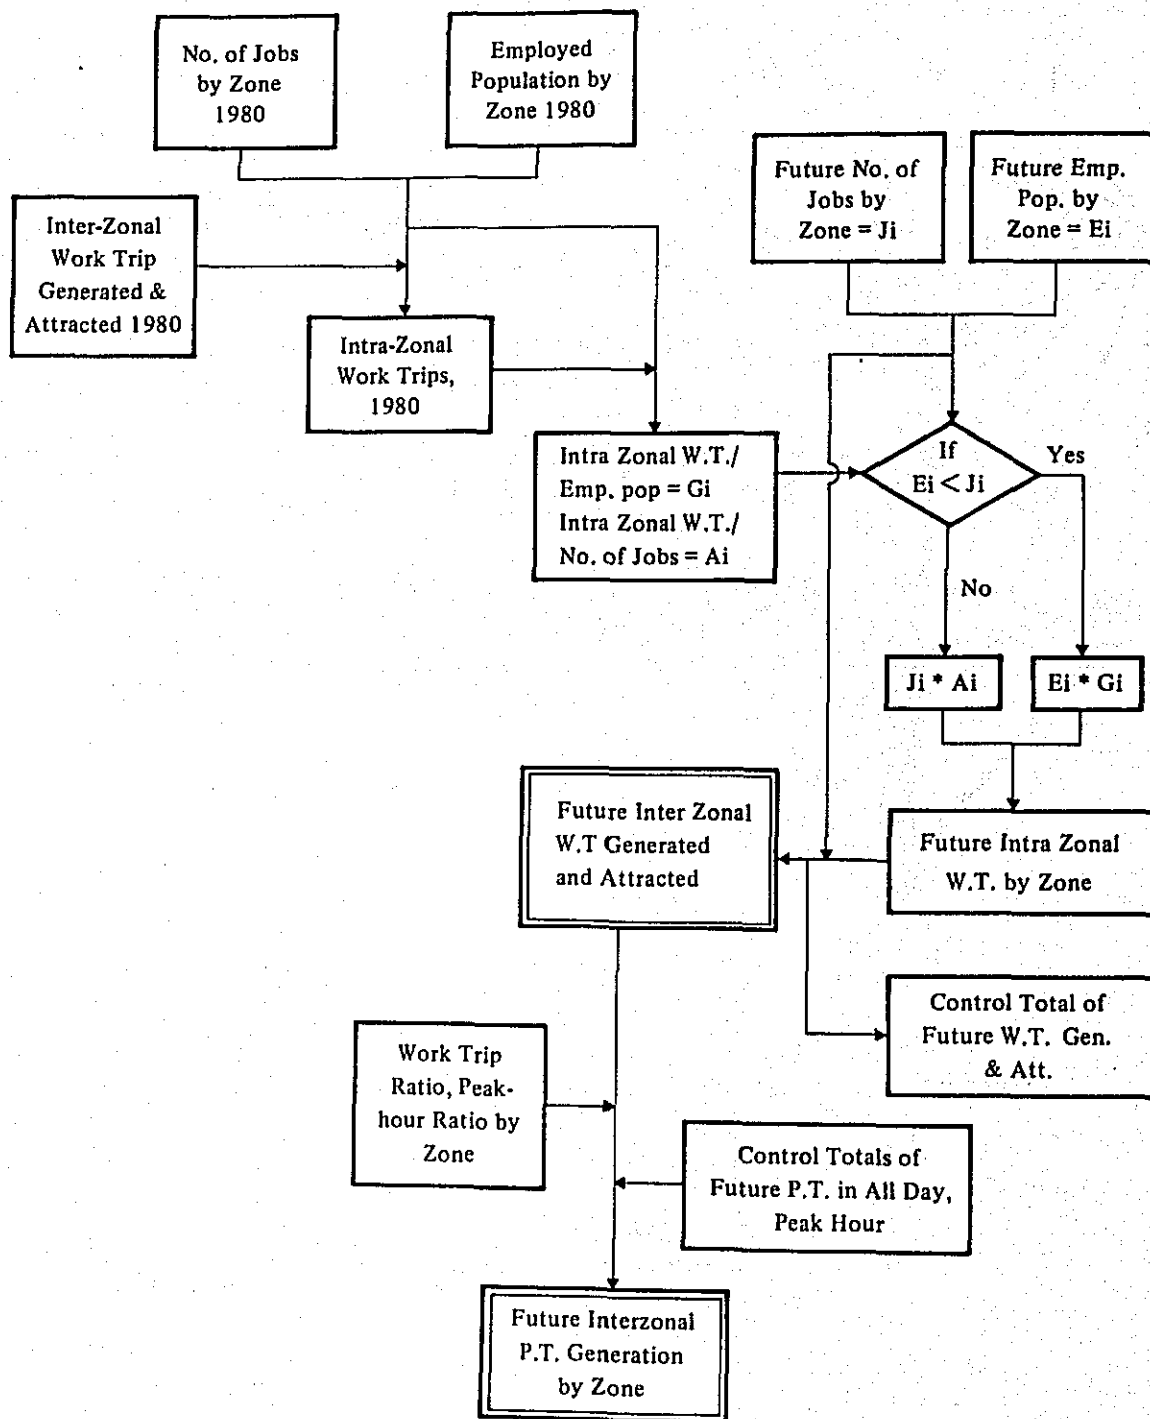 No. of Jobs
by Zone
1980
Employed
Population by
Zone 1980
Future No. of
Jobs by
Zone = Ji
Future Emp.
Pop. by
Zone = Ei
Inter-Zonal
Work Trip
Generated &
Attracted 1980
Intra-Zonal
Work Trips,
1980
Intra Zonal W.T./
Emp. pop = Gi
Intra Zonal W.T./
No. of Jobs = Ai
If
Ei < Ji
Yes
No
Ji * Ai
Ei * Gi
Future Inter Zonal
W.T Generated
and Attracted
Future Intra Zonal
W.T. by Zone
Control Total of
Future W.T. Gen.
& Att.
Work Trip
Ratio, Peak-
hour Ratio by
Zone
Control Totals of
Future P.T. in All Day,
Peak Hour
Future Interzonal
P.T. Generation
by Zone